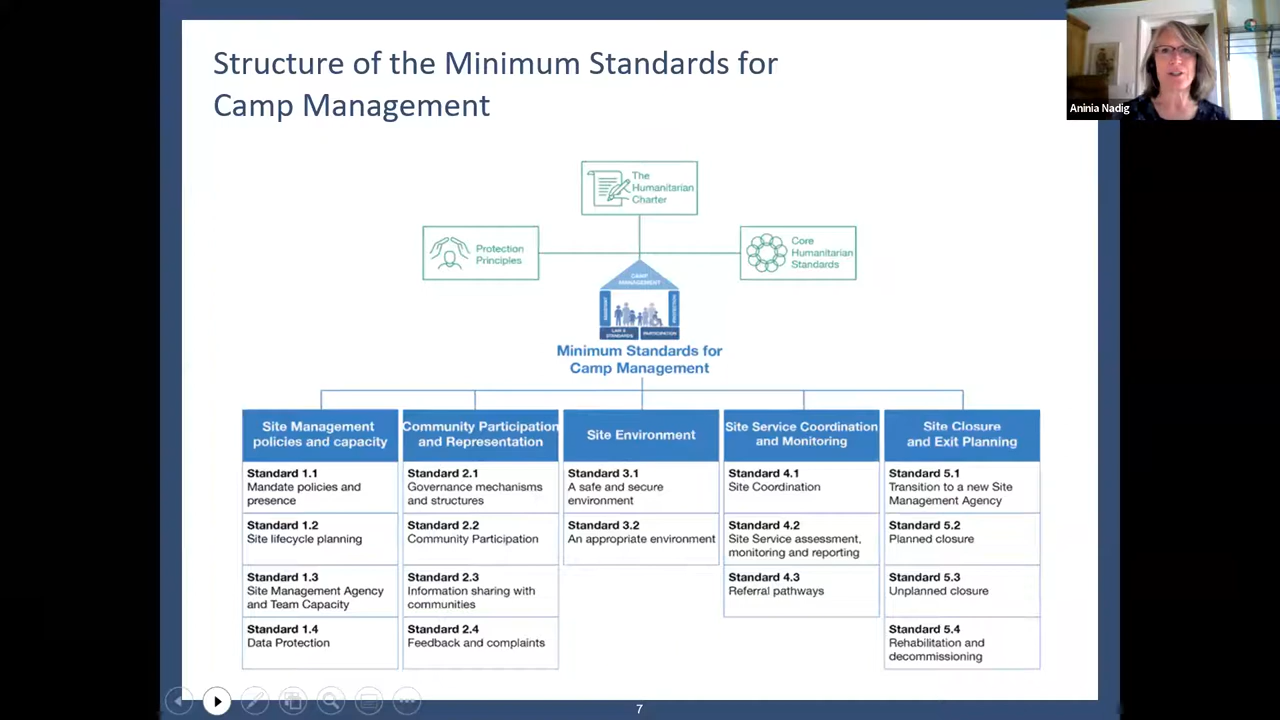 Structure of the Minimum Standards for
Camp Management
Aninia Nadig
The
Humanitarian
Charter
Protection
Principles
Core
Humanitarian
Standards
CAMP
MANAGEMENT
PROTECTION
LAW &
STANDARDS
PARTICIPATION
Minimum Standards for
Camp Management
Site Management
policies and capacity
Standard 1.1
Mandate policies and
presence
Standard 1.2
Site lifecycle planning
Standard 1.3
Site Management Agency
and Team Capacity
Standard 1.4
Data Protection
Community Participation
and Representation
Standard 2.1
Governance mechanisms
and structures
Standard 2.2
Community Participation
Standard 2.3
Information sharing with
communities
Standard 2.4
Feedback and complaints
Site Environment
Standard 3.1
A safe and secure
environment
Standard 3.2
An appropriate environment
Site Service Coordination
and Monitoring
Standard 4.1
Site Coordination
Standard 4.2
Site Service assessment,
monitoring and reporting
Standard 4.3
Referral pathways
Site Closure
and Exit Planning
Standard 5.1
Transition to a new Site
Management Agency
Standard 5.2
Planned closure
Standard 5.3
Unplanned closure
Standard 5.4
Rehabilitation and
decommissioning
7